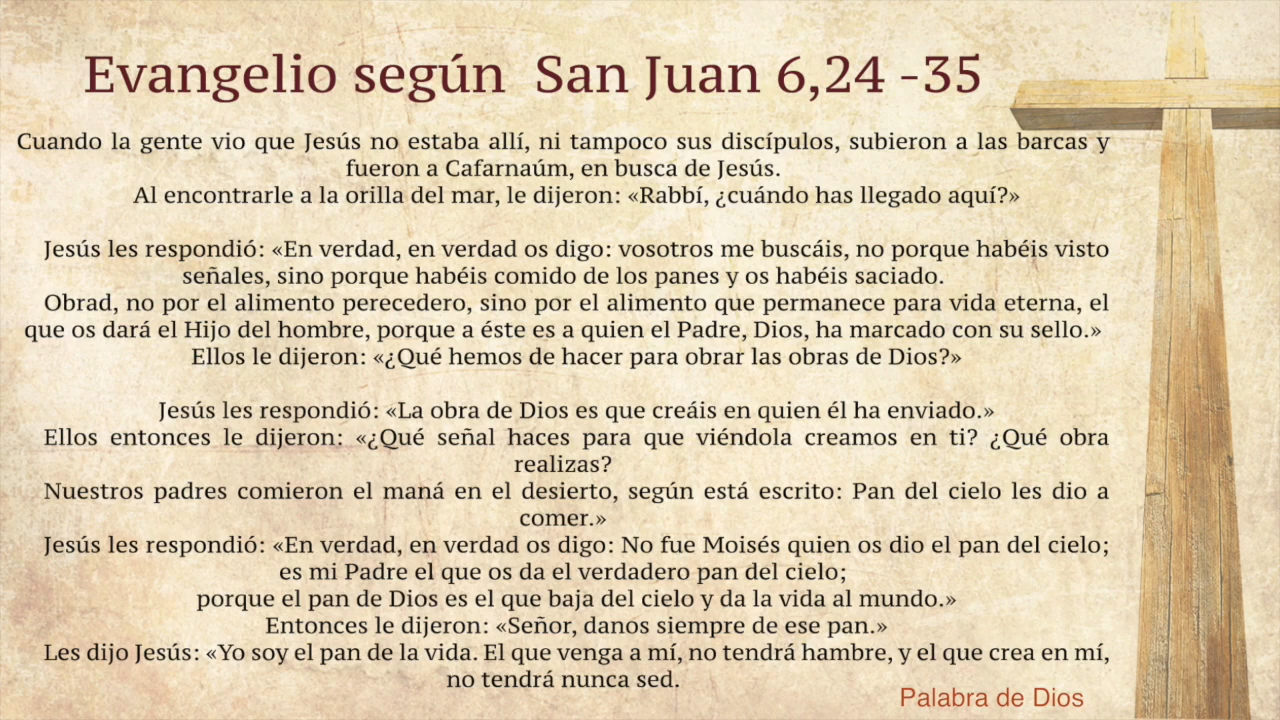 Evangelio según San Juan 6,24 -35
Cuando la gente vio que Jesús no estaba allí, ni tampoco sus discípulos, subieron a las barcas y
fueron a Cafarnaúm, en busca de Jesús.
Al encontrarle a la orilla del mar, le dijeron: «Rabbí, ¿cuándo has llegado aquí?»
Jesús les respondió: «En verdad, en verdad os digo: vosotros me buscáis, no porque habéis visto
señales, sino porque habéis comido de los panes y os habéis saciado.
Obrad, no por el alimento perecedero, sino por el alimento que permanece para vida eterna, el
que os dará el Hijo del hombre, porque a éste es a quien el Padre, Dios, ha marcado con su sello.»
Ellos le dijeron: «¿Qué hemos de hacer para obrar las obras de Dios?»
Jesús les respondió: «La obra de Dios es que creáis en quien él ha enviado.»
Ellos entonces le dijeron: «¿Qué señal haces para que viéndola creamos en ti? ¿Qué obra
realizas?
Nuestros padres comieron el maná en el desierto, según está escrito: Pan del cielo les dio a
comer.»
Jesús les respondió: «En verdad, en verdad os digo: No fue Moisés quien os dio el pan del cielo;
es mi Padre el que os da el verdadero pan del cielo;
porque el pan de Dios es el que baja del cielo y da la vida al mundo.»
Entonces le dijeron: «Señor, danos siempre de ese pan.»
Les dijo Jesús: «Yo soy el pan de la vida. El que venga a mí, no tendrá hambre, y el que crea en mí,
no tendrá nunca sed.
Palabra de Dios